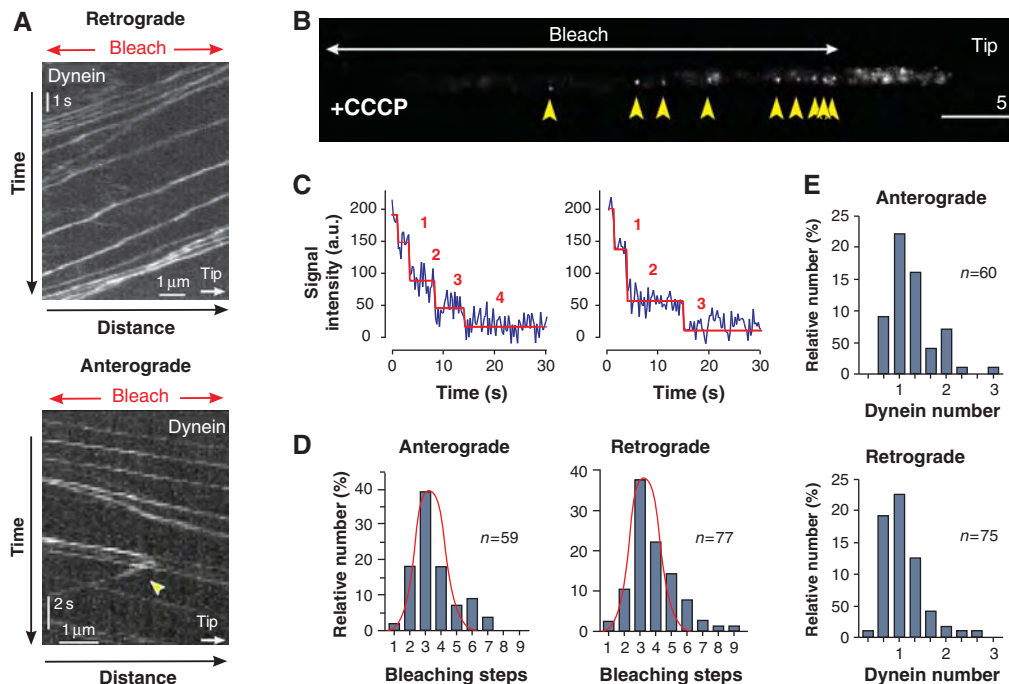 A
Retrograde
Bleach
Dynein
1 s
Time
Tip
1 μm
Distance
Anterograde
Bleach
Dynein
Time
2 s
Tip
1 μm
Distance
B
Bleach
Tip
+CCCP
5
C
Signal
intensity (a.u.)
200
150
100
50
0
1
2
3
4
0 10 20 30
Time (s)
200
150
100
50
0
1
2
3
0 10 20 30
Time (s)
D
Anterograde
Relative number (%)
40
30
20
10
0
n=59
1 2 3 4 5 6 7 8 9
Bleaching steps
Retrograde
Relative number (%)
40
30
20
10
0
n=77
1 2 3 4 5 6 7 8 9
Bleaching steps
E
Anterograde
Relative number (%)
25
20
15
10
50
0
n=60
1 2 3
Dynein number
Retrograde
Relative number (%)
25
20
15
10
50
0
n=75
1 2 3
Dynein number